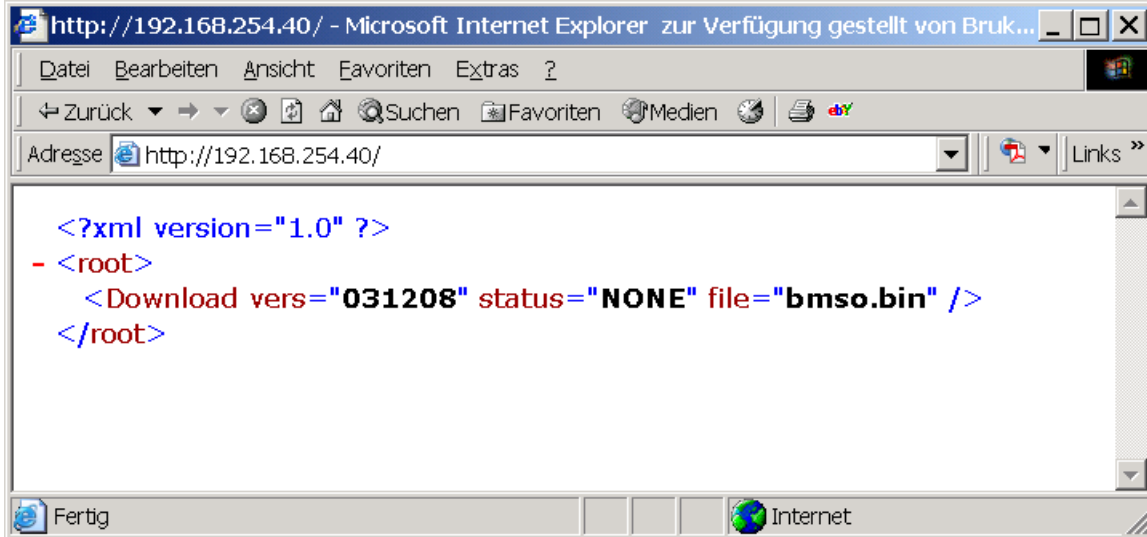 http://192.168.254.40/ - Microsoft Internet Explorer zur Verfügung gestellt von Bruk...
Datei Bearbeiten Ansicht Favoriten Extras ?
Zurück Suchen Favoriten Medien ebY
Adresse http://192.168.254.40/ Links »
<?xml version="1.0" ?>
- <root>
<Download vers="031208" status="NONE" file="bmso.bin" />
</root>
Fertig Internet